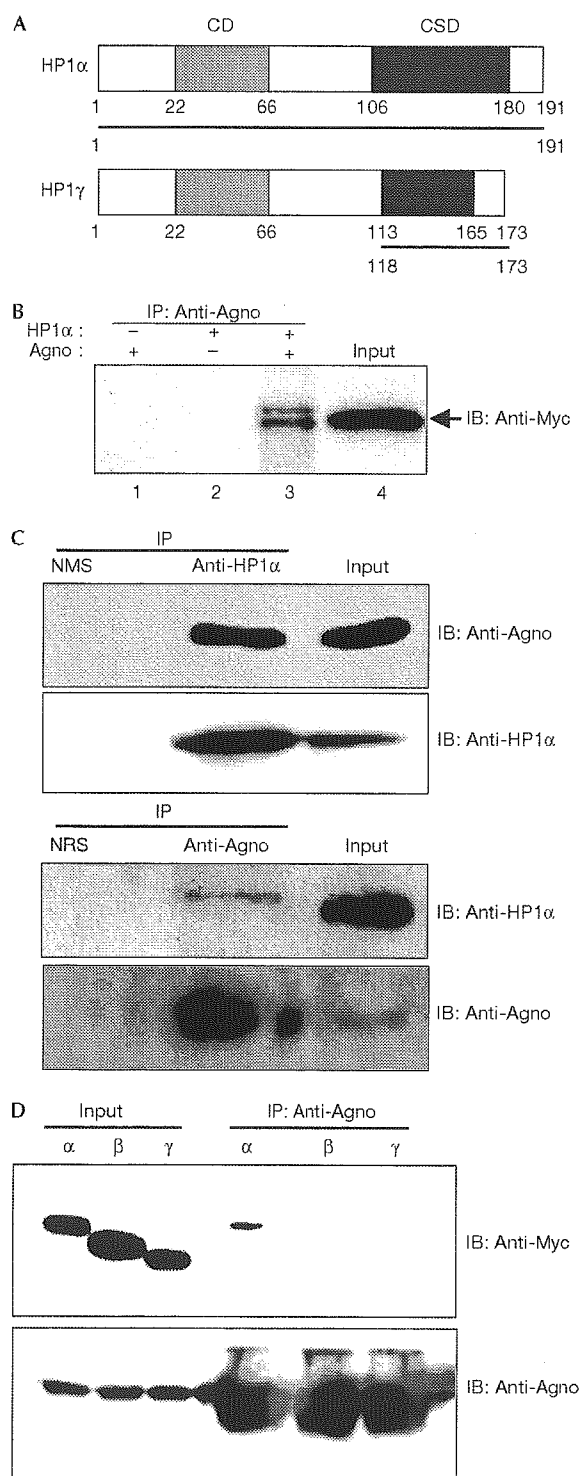 A
CD CSD
HP1α
1 22 66 106 180 191
1 191
HP1γ
1 22 66 113 165 173
118 173
B
IP: Anti-Agno
HP1α : − + +
Agno : + − + Input
IB: Anti-Myc
1 2 3 4
C
IP
NMS Anti-HP1α Input
IB: Anti-Agno
IB: Anti-HP1α
IP
NRS Anti-Agno Input
IB: Anti-HP1α
IB: Anti-Agno
D
Input IP: Anti-Agno
α β γ α β γ
IB: Anti-Myc
IB: Anti-Agno